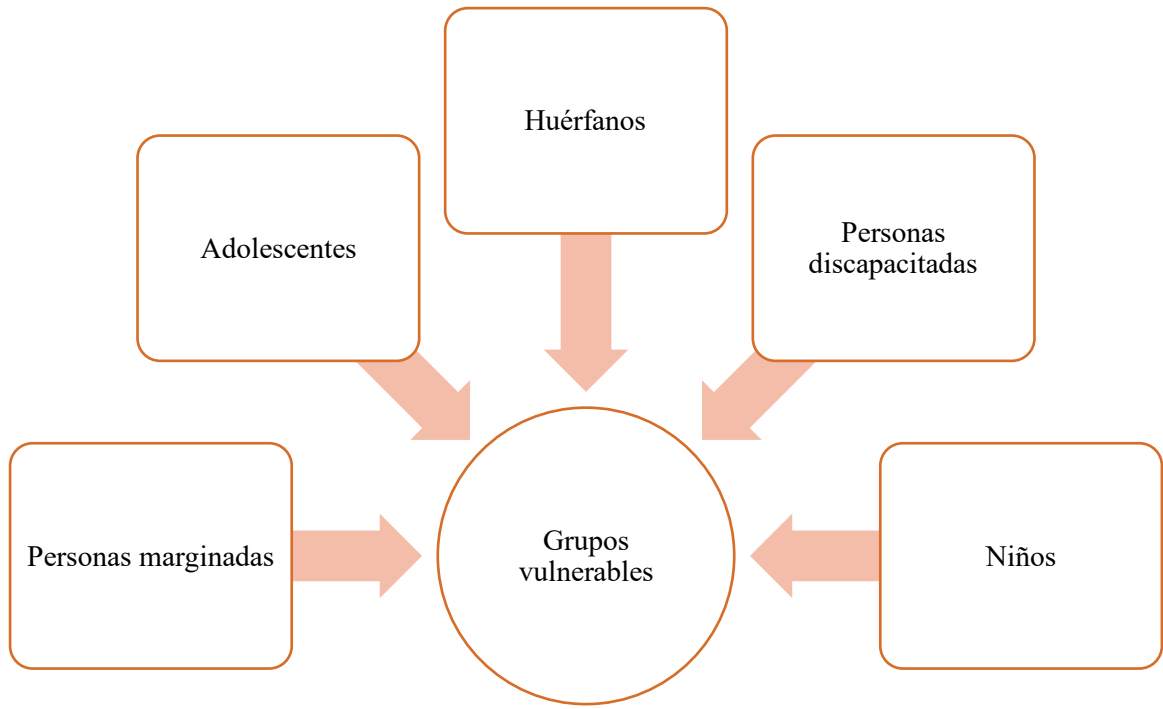 Huérfanos
Adolescentes
Personas
discapacitadas
Personas marginadas
Grupos
vulnerables
Niños